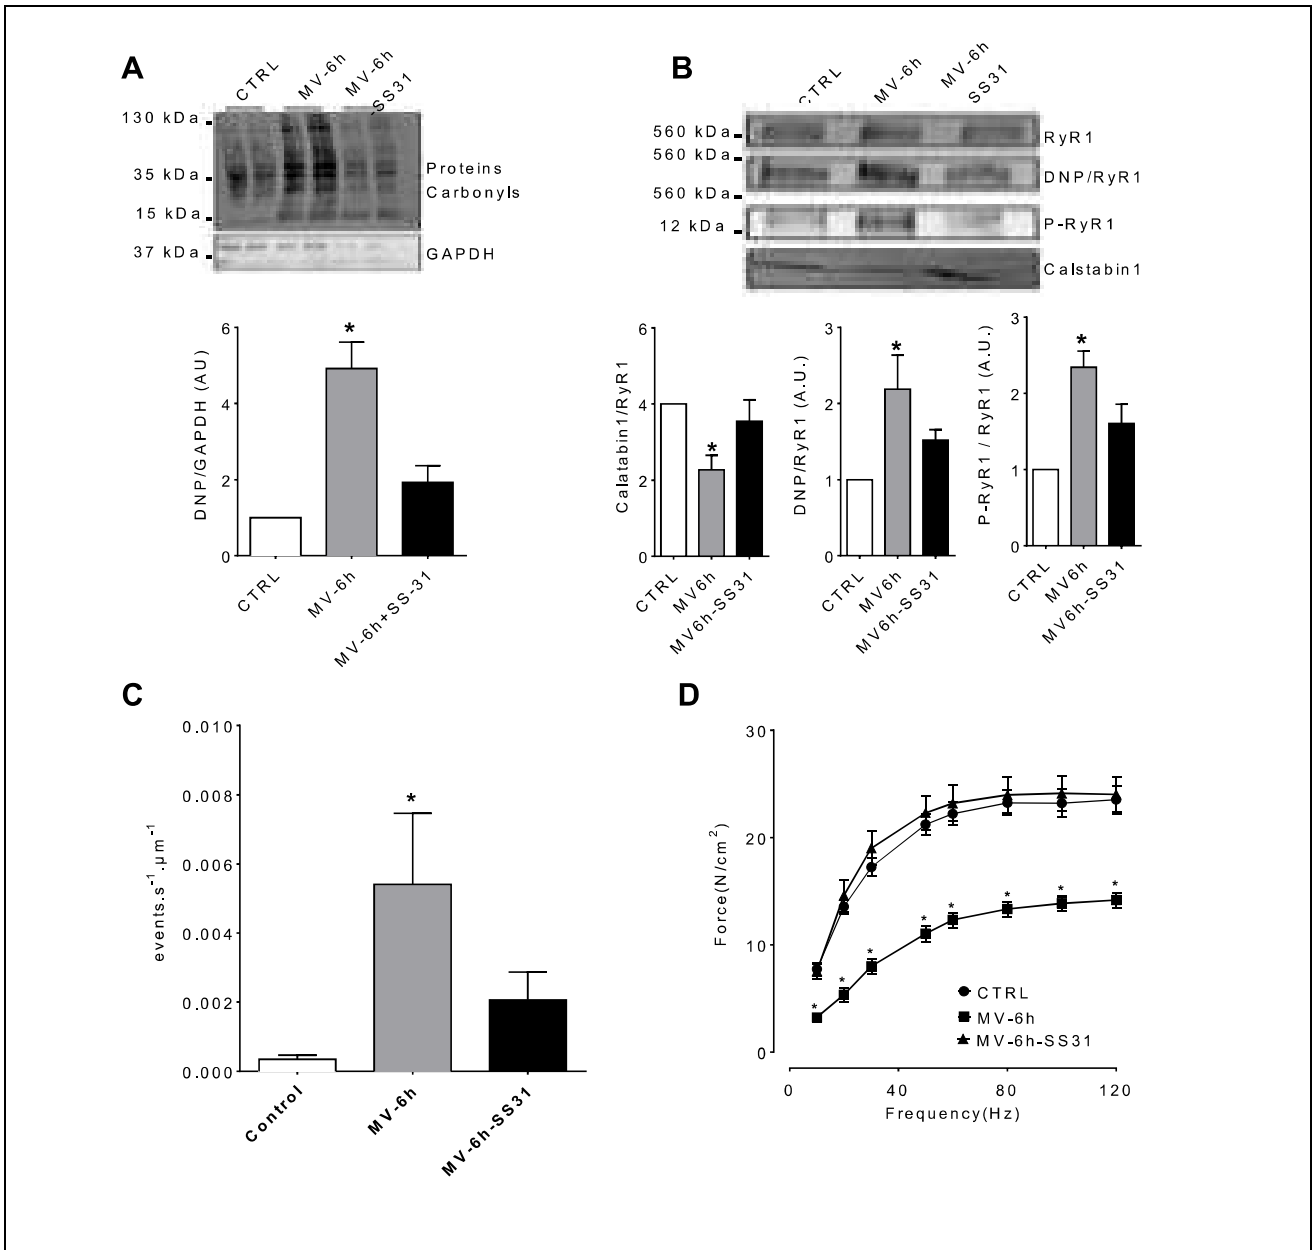 A
CTRL
MV-6h
MV-6h
-SS31
130 kDa
35 kDa
15 kDa
37 kDa
Proteins
Carbonyls
GAPDH
DNP/GAPDH (AU)
6
4
2
0
*
CTRL
MV-6h
MV-6h+SS-31
B
CTRL
MV-6h
MV-6h
SS31
560 kDa
560 kDa
560 kDa
12 kDa
RyR1
DNP/RyR1
P-RyR1
Calstabin1
Calatabin1/RyR1
6
4
2
0
*
CTRL
MV6h
MV6h-SS31
DNP/RyR1 (A.U.)
3
2
1
0
*
CTRL
MV6h
MV6h-SS31
P-RyR1 / RyR1 (A.U.)
3
2
1
0
*
CTRL
MV6h
MV6h-SS31
C
events.s⁻¹.µm⁻¹
0.010
0.008
0.006
0.004
0.002
0.000
*
Control
MV-6h
MV-6h-SS31
D
Force(N/cm²)
30
20
10
0
* * * * * * * *
CTRL
MV-6h
MV-6h-SS31
0 40 80 120
Frequency(Hz)